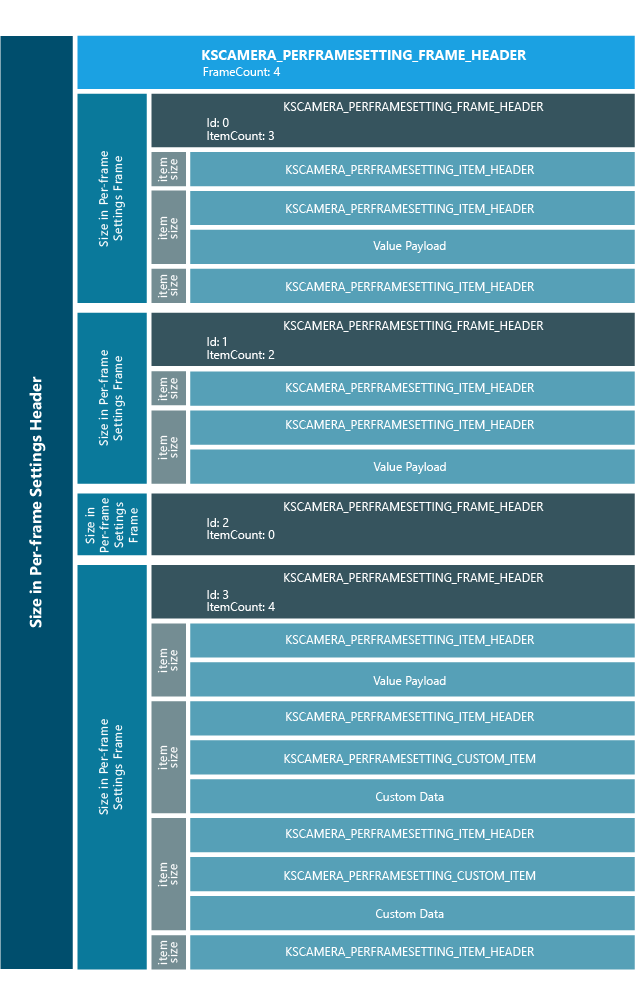 Size in Per-frame Settings Header
KSCAMERA_PERFRAMESETTING_FRAME_HEADER
FrameCount: 4
Size in Per-frame
Settings Frame
KSCAMERA_PERFRAMESETTING_FRAME_HEADER
Id: 0
ItemCount: 3
item
size
KSCAMERA_PERFRAMESETTING_ITEM_HEADER
item
size
KSCAMERA_PERFRAMESETTING_ITEM_HEADER
Value Payload
item
size
KSCAMERA_PERFRAMESETTING_ITEM_HEADER
Size in Per-frame
Settings Frame
KSCAMERA_PERFRAMESETTING_FRAME_HEADER
Id: 1
ItemCount: 2
item
size
KSCAMERA_PERFRAMESETTING_ITEM_HEADER
item
size
KSCAMERA_PERFRAMESETTING_ITEM_HEADER
Value Payload
Size in
Per-frame
Settings
Frame
KSCAMERA_PERFRAMESETTING_FRAME_HEADER
Id: 2
ItemCount: 0
Size in Per-frame
Settings Frame
KSCAMERA_PERFRAMESETTING_FRAME_HEADER
Id: 3
ItemCount: 4
item
size
KSCAMERA_PERFRAMESETTING_ITEM_HEADER
Value Payload
item
size
KSCAMERA_PERFRAMESETTING_ITEM_HEADER
KSCAMERA_PERFRAMESETTING_CUSTOM_ITEM
Custom Data
item
size
KSCAMERA_PERFRAMESETTING_ITEM_HEADER
KSCAMERA_PERFRAMESETTING_CUSTOM_ITEM
Custom Data
item
size
KSCAMERA_PERFRAMESETTING_ITEM_HEADER